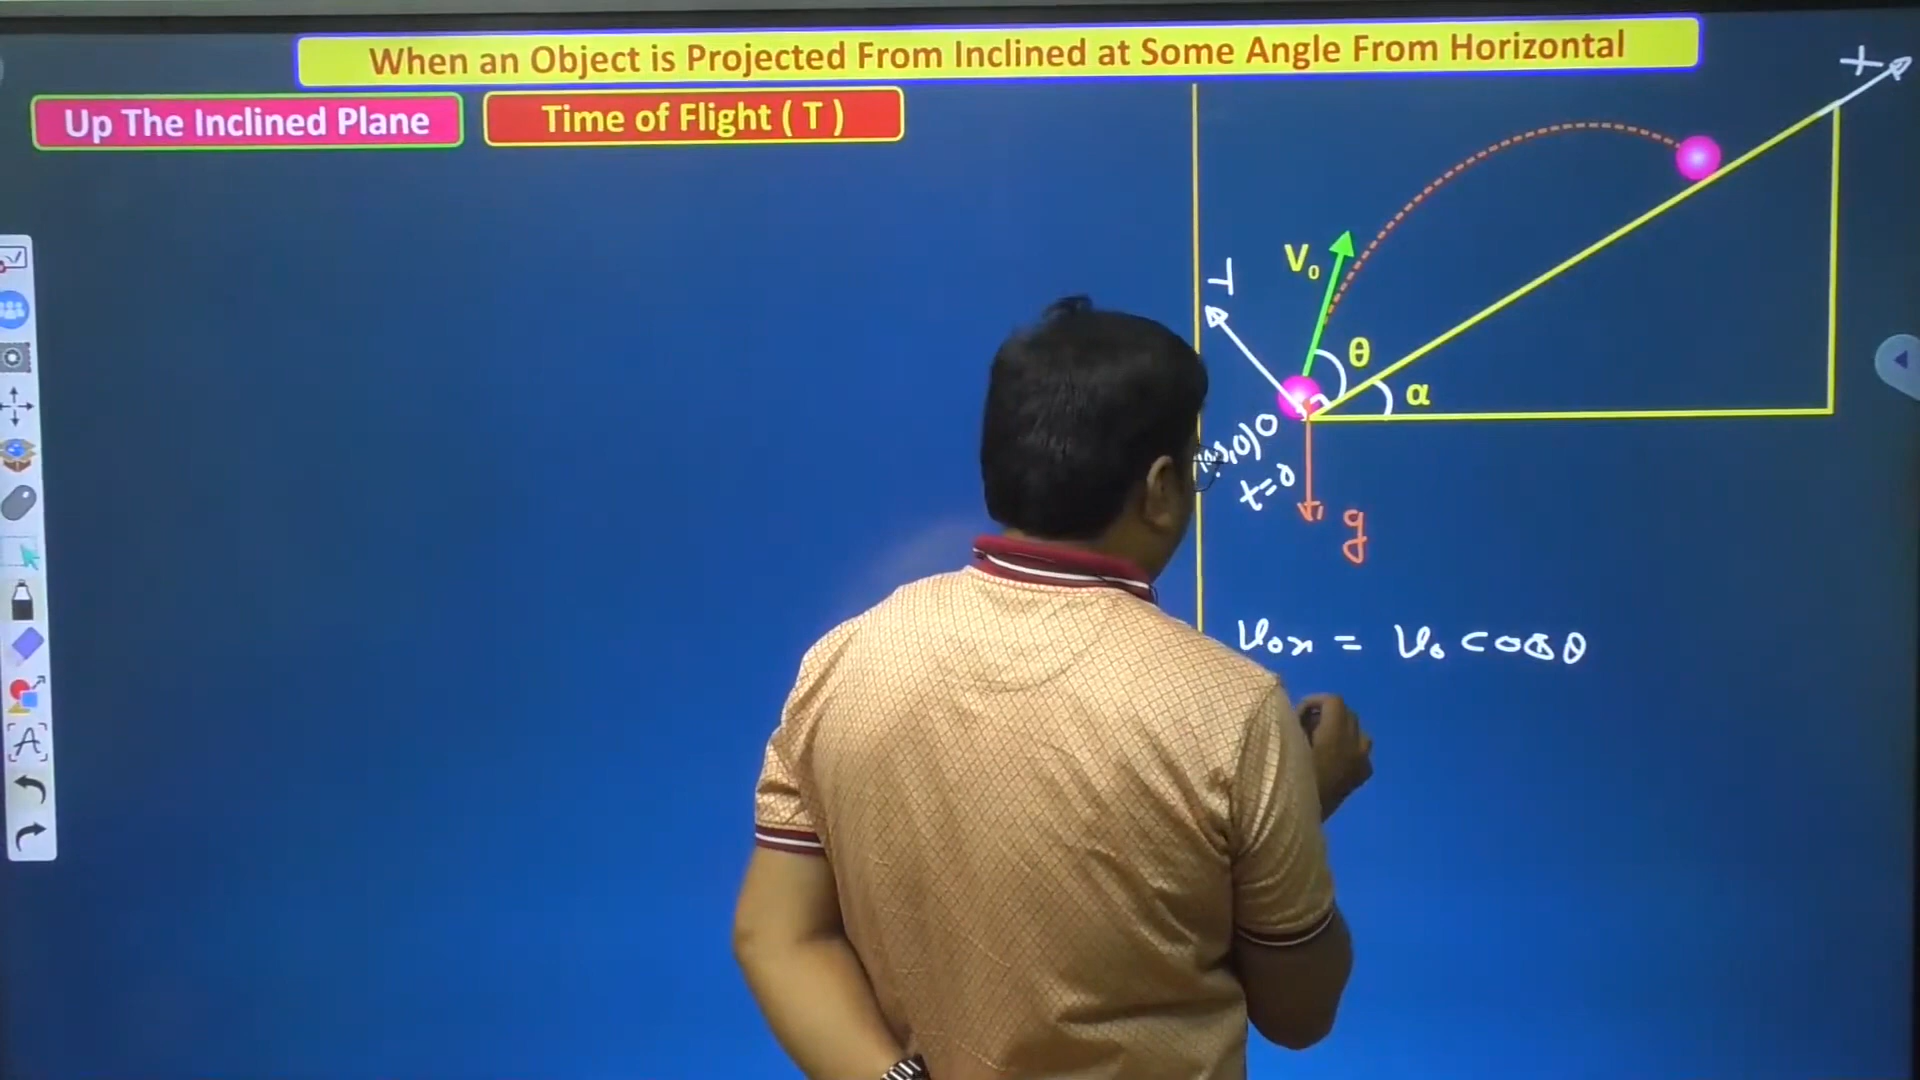 When an Object is Projected From Inclined at Some Angle From Horizontal
Up The Inclined Plane
Time of Flight ( T )
V₀
θ
α
O
t=0
g
V₀x = V₀ cosθ